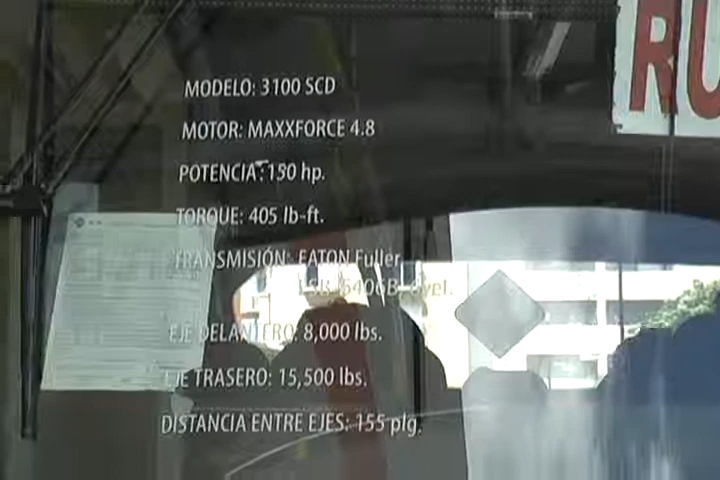 MODELO: 3100 SCD
MOTOR: MAXXFORCE 4.8
POTENCIA: 150 hp.
TORQUE: 405 lb-ft.
TRANSMISIÓN: EATON Fuller
EJE DELANTERO: 8,000 lbs.
EJE TRASERO: 15,500 lbs.
DISTANCIA ENTRE EJES: 155 plg.